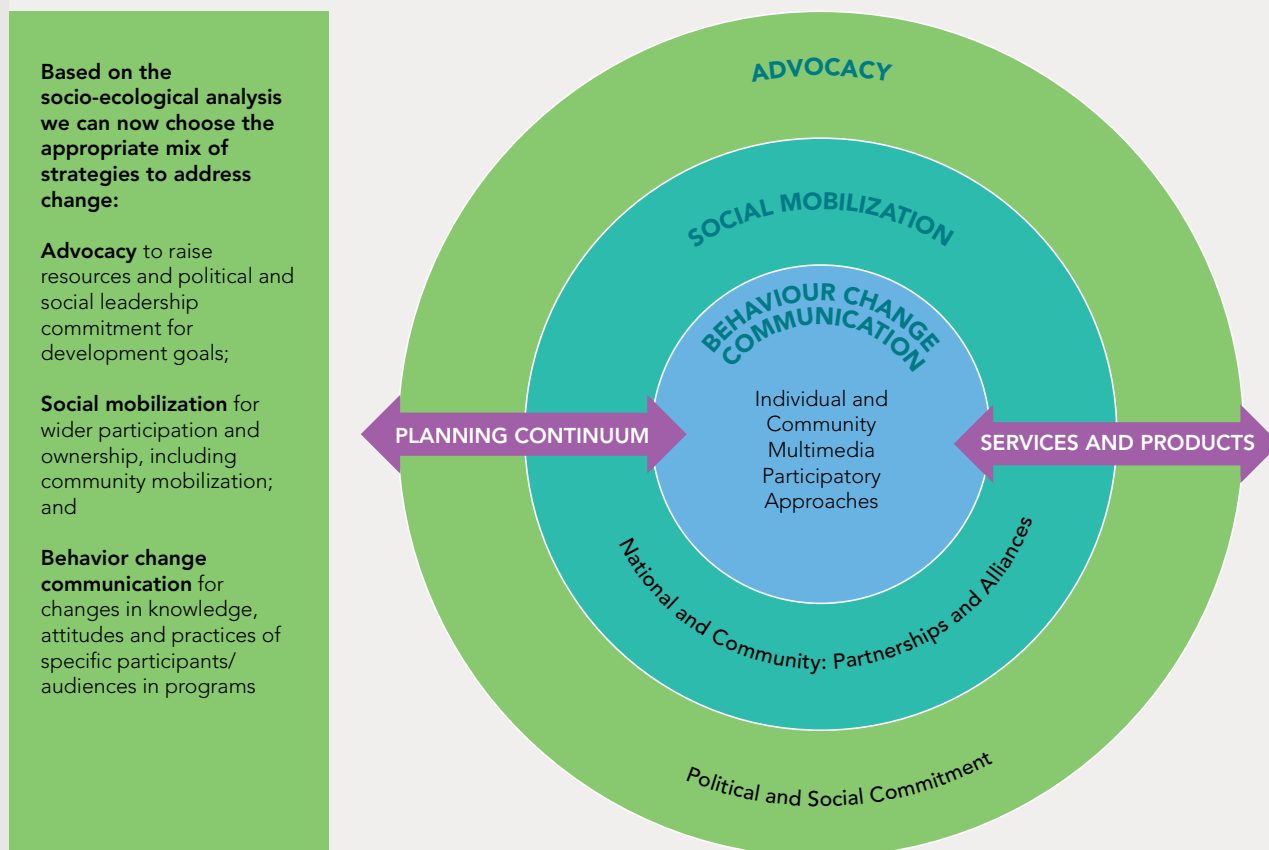 Based on the
socio-ecological analysis
we can now choose the
appropriate mix of
strategies to address
change:
Advocacy to raise
resources and political and
social leadership
commitment for
development goals;
Social mobilization for
wider participation and
ownership, including
community mobilization;
and
Behavior change
communication for
changes in knowledge,
attitudes and practices of
specific participants/
audiences in programs
ADVOCACY
SOCIAL MOBILIZATION
BEHAVIOUR CHANGE
COMMUNICATION
Individual and
Community
Multimedia
Participatory
Approaches
PLANNING CONTINUUM
SERVICES AND PRODUCTS
National and Community: Partnerships and Alliances
Political and Social Commitment